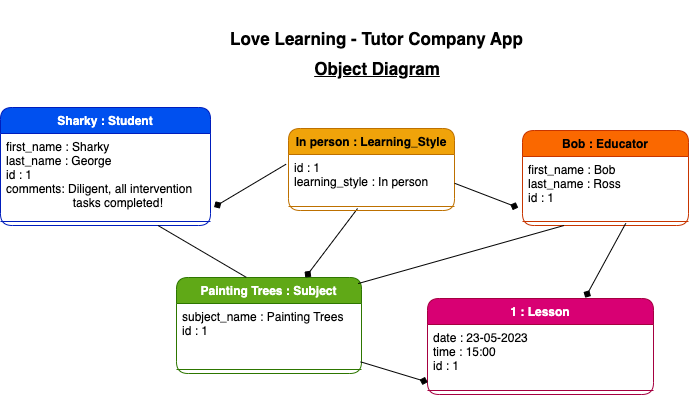 Love Learning - Tutor Company App
Object Diagram
Sharky : Student
first_name : Sharky
last_name : George
id : 1
comments: Diligent, all intervention
tasks completed!
In person : Learning_Style
id : 1
learning_style : In person
Bob : Educator
first_name : Bob
last_name : Ross
id : 1
Painting Trees : Subject
subject_name : Painting Trees
id : 1
1 : Lesson
date : 23-05-2023
time : 15:00
id : 1